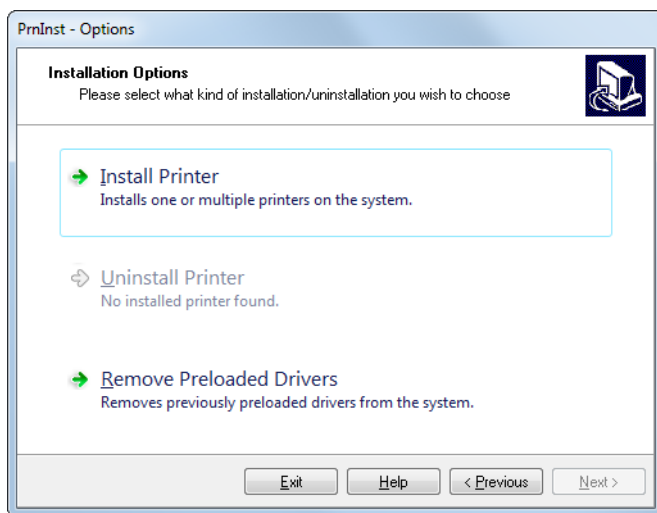 PrnInst - Options
Installation Options
Please select what kind of installation/uninstallation you wish to choose
Install Printer
Installs one or multiple printers on the system.
Uninstall Printer
No installed printer found.
Remove Preloaded Drivers
Removes previously preloaded drivers from the system.
Exit Help < Previous Next >